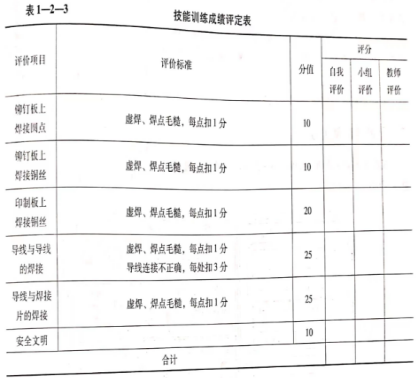 表1—2—3
技能训练成绩评定表
评价项目
评价标准
分值
评分
自我
评价
小组
评价
教师
评价
铆钉板上
焊接圆点
虚焊、焊点毛糙，每点扣1分
10
铆钉板上
焊接铜丝
虚焊、焊点毛糙，每点扣1分
10
印制板上
焊接铜丝
虚焊、焊点毛糙，每点扣1分
20
导线与导线
的焊接
虚焊、焊点毛糙，每点扣1分
导线连接不正确，每处扣3分
25
导线与焊接
片的焊接
虚焊、焊点毛糙，每点扣1分
25
安全文明
10
合计